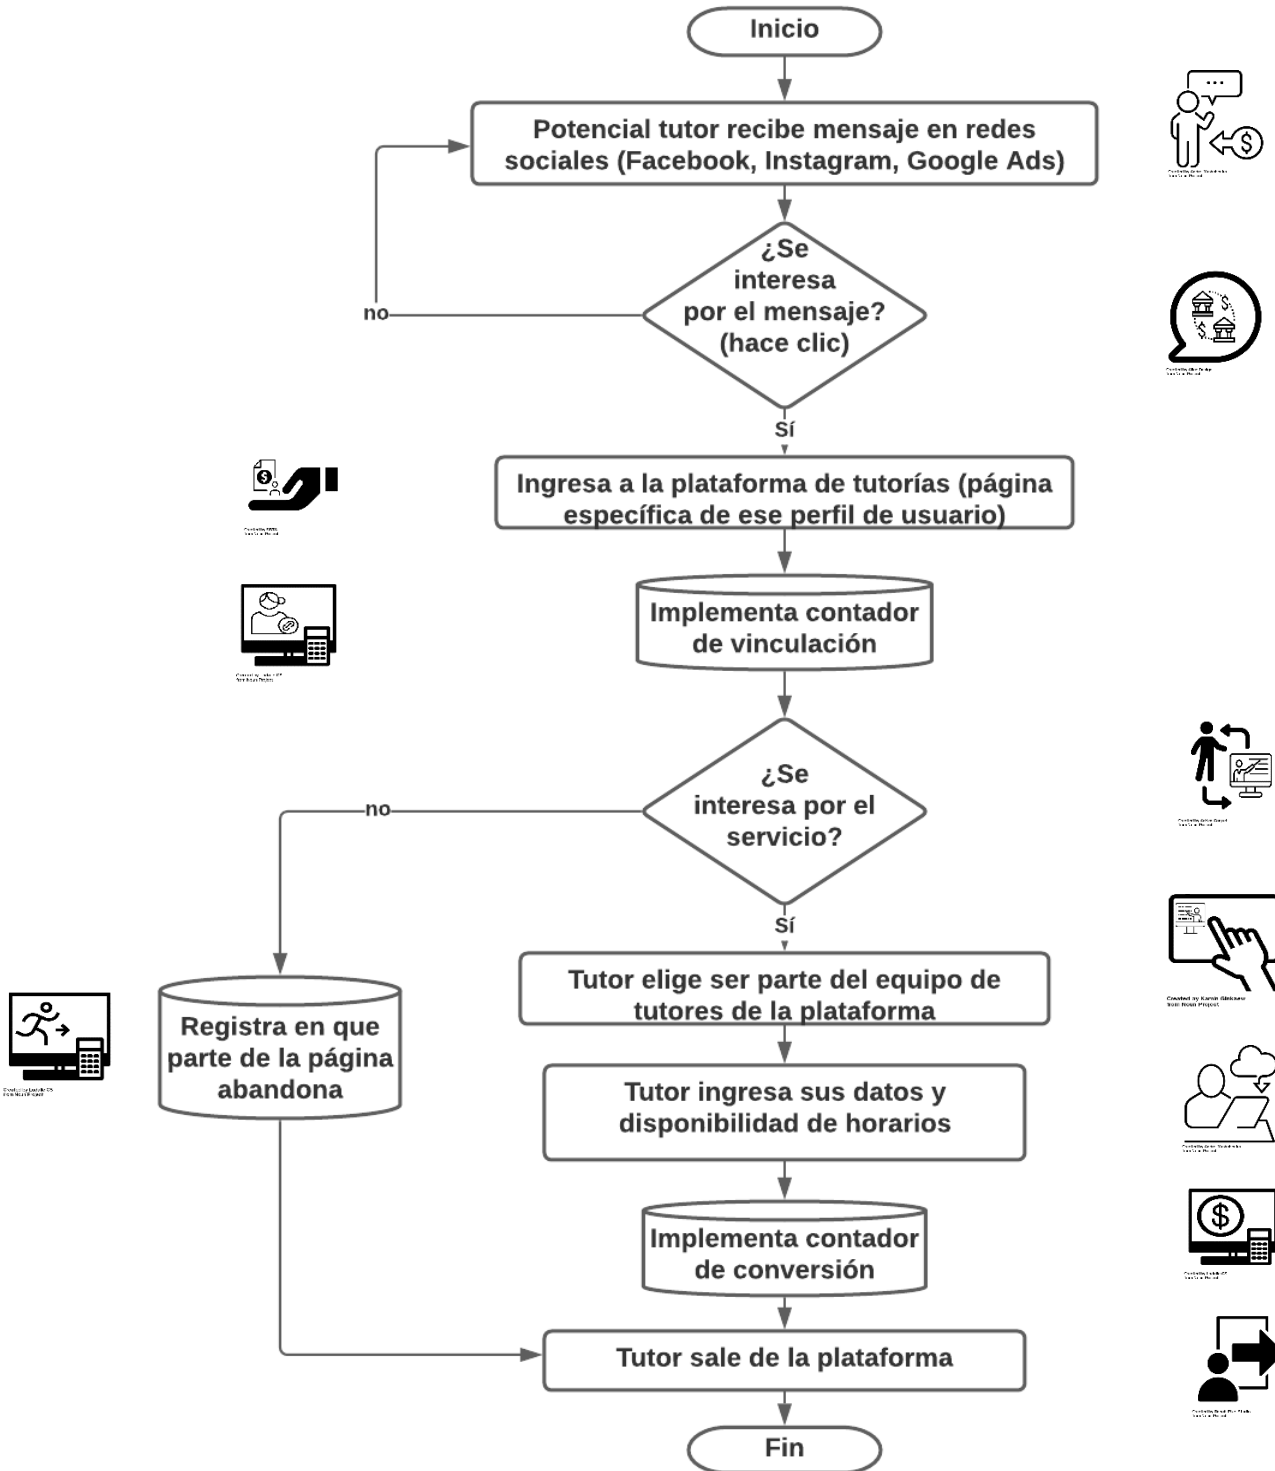 Inicio
Potencial tutor recibe mensaje en redes
sociales (Facebook, Instagram, Google Ads)
¿Se
interesa
por el mensaje?
(hace clic)
no
Sí
Ingresa a la plataforma de tutorías (página
específica de ese perfil de usuario)
Implementa contador
de vinculación
¿Se
interesa por el
servicio?
no
Sí
Tutor elige ser parte del equipo de
tutores de la plataforma
Registra en que
parte de la página
abandona
Tutor ingresa sus datos y
disponibilidad de horarios
Implementa contador
de conversión
Tutor sale de la plataforma
Fin
from Noun Project